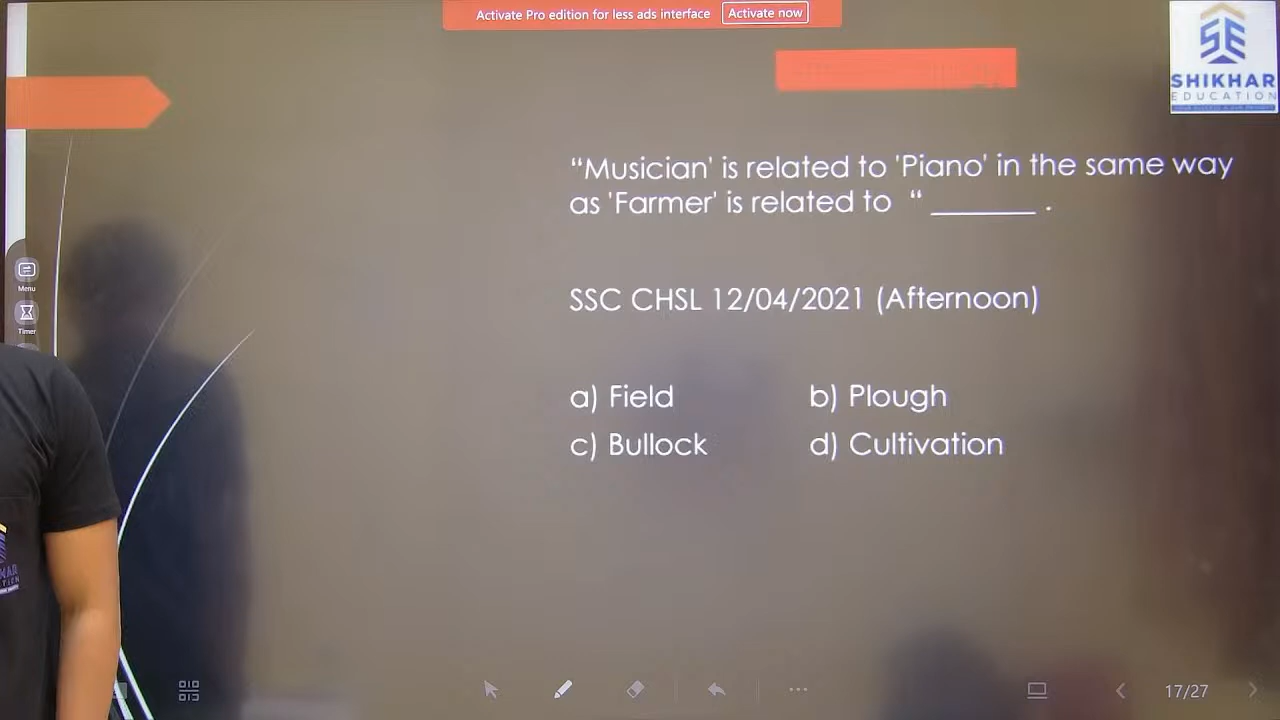 Activate Pro edition for less ads interface Activate now
SHIKHAR
EDUCATION
“Musician' is related to 'Piano' in the same way
as 'Farmer' is related to “ _______ .
Menu
SSC CHSL 12/04/2021 (Afternoon)
Timer
a) Field b) Plough
c) Bullock d) Cultivation
17/27